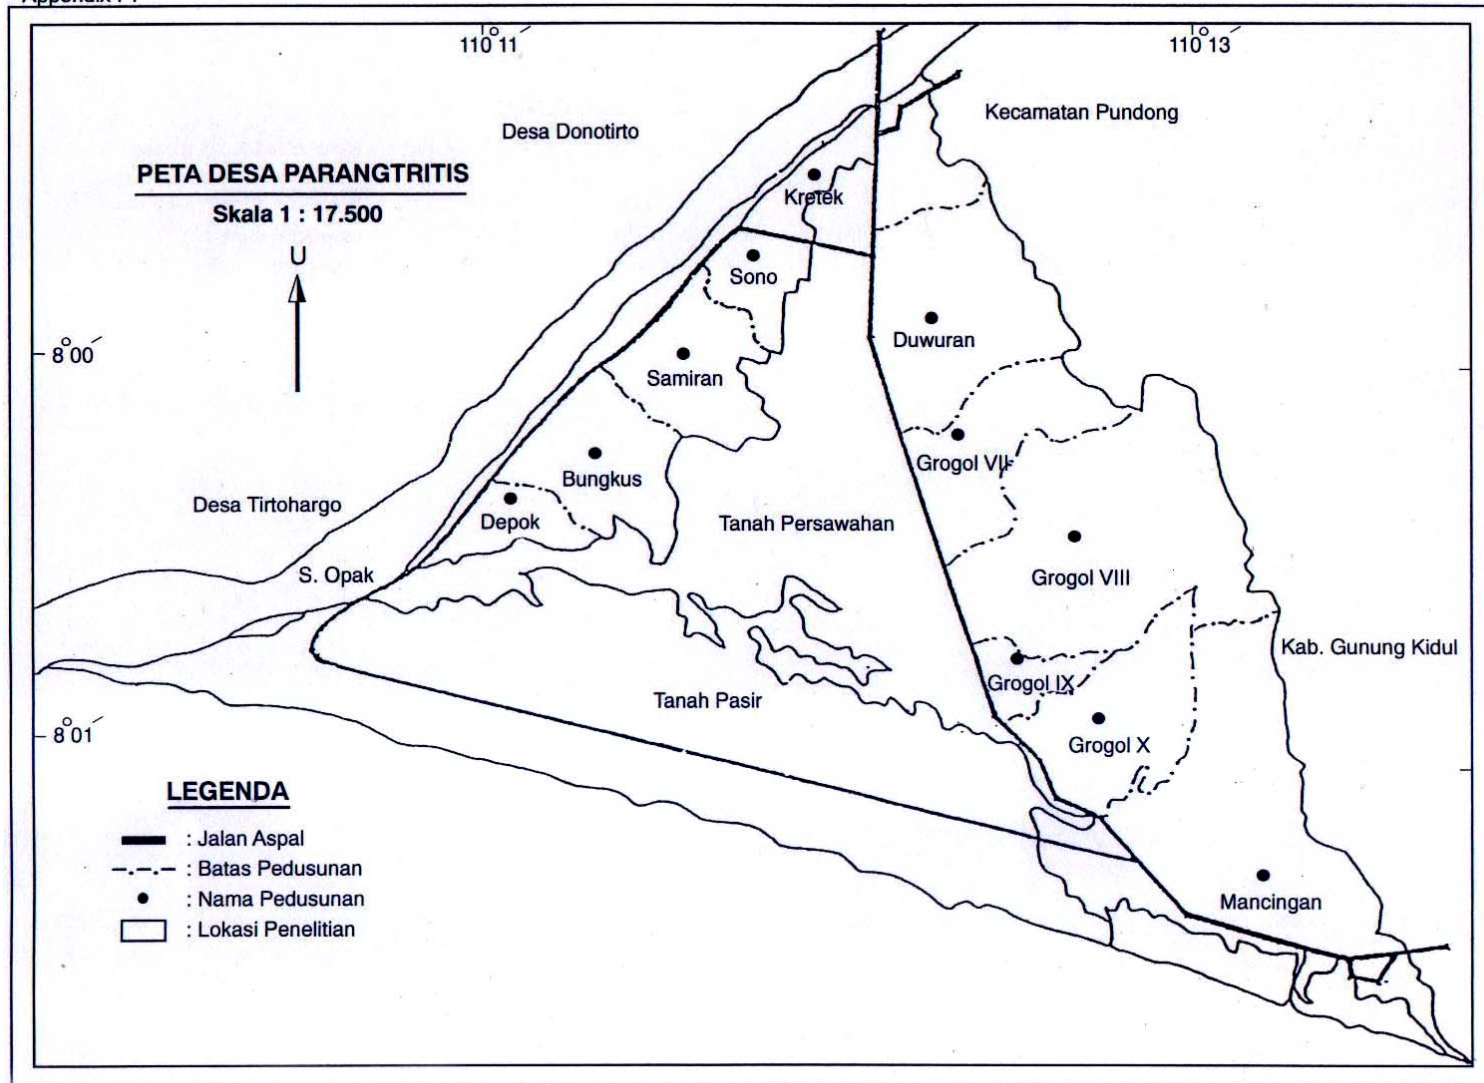 110°11´
110°13´
Desa Donotirto
Kecamatan Pundong
PETA DESA PARANGTRITIS
Skala 1 : 17.500
U
Kretek
Sono
Duwuran
8°00´
Samiran
Grogol VII
Bungkus
Desa Tirtohargo
Depok
Tanah Persawahan
S. Opak
Grogol VIII
Kab. Gunung Kidul
Grogol IX
Tanah Pasir
8°01´
Grogol X
LEGENDA
: Jalan Aspal
: Batas Pedusunan
: Nama Pedusunan
: Lokasi Penelitian
Mancingan